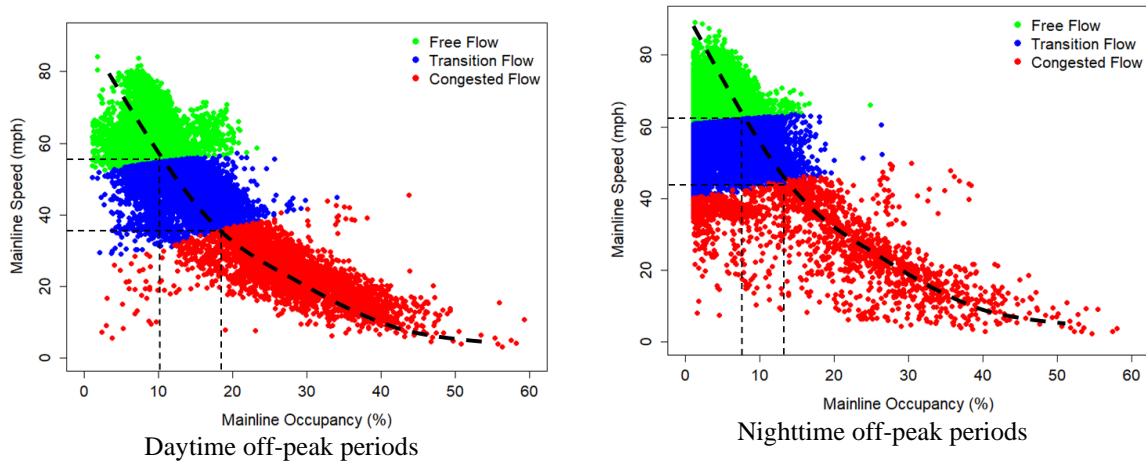 Free Flow
Transition Flow
Congested Flow
Mainline Speed (mph)
80
60
40
20
0
0 10 20 30 40 50 60
Mainline Occupancy (%)
Daytime off-peak periods
Free Flow
Transition Flow
Congested Flow
Mainline Speed (mph)
80
60
40
20
0
0 10 20 30 40 50 60
Mainline Occupancy (%)
Nighttime off-peak periods